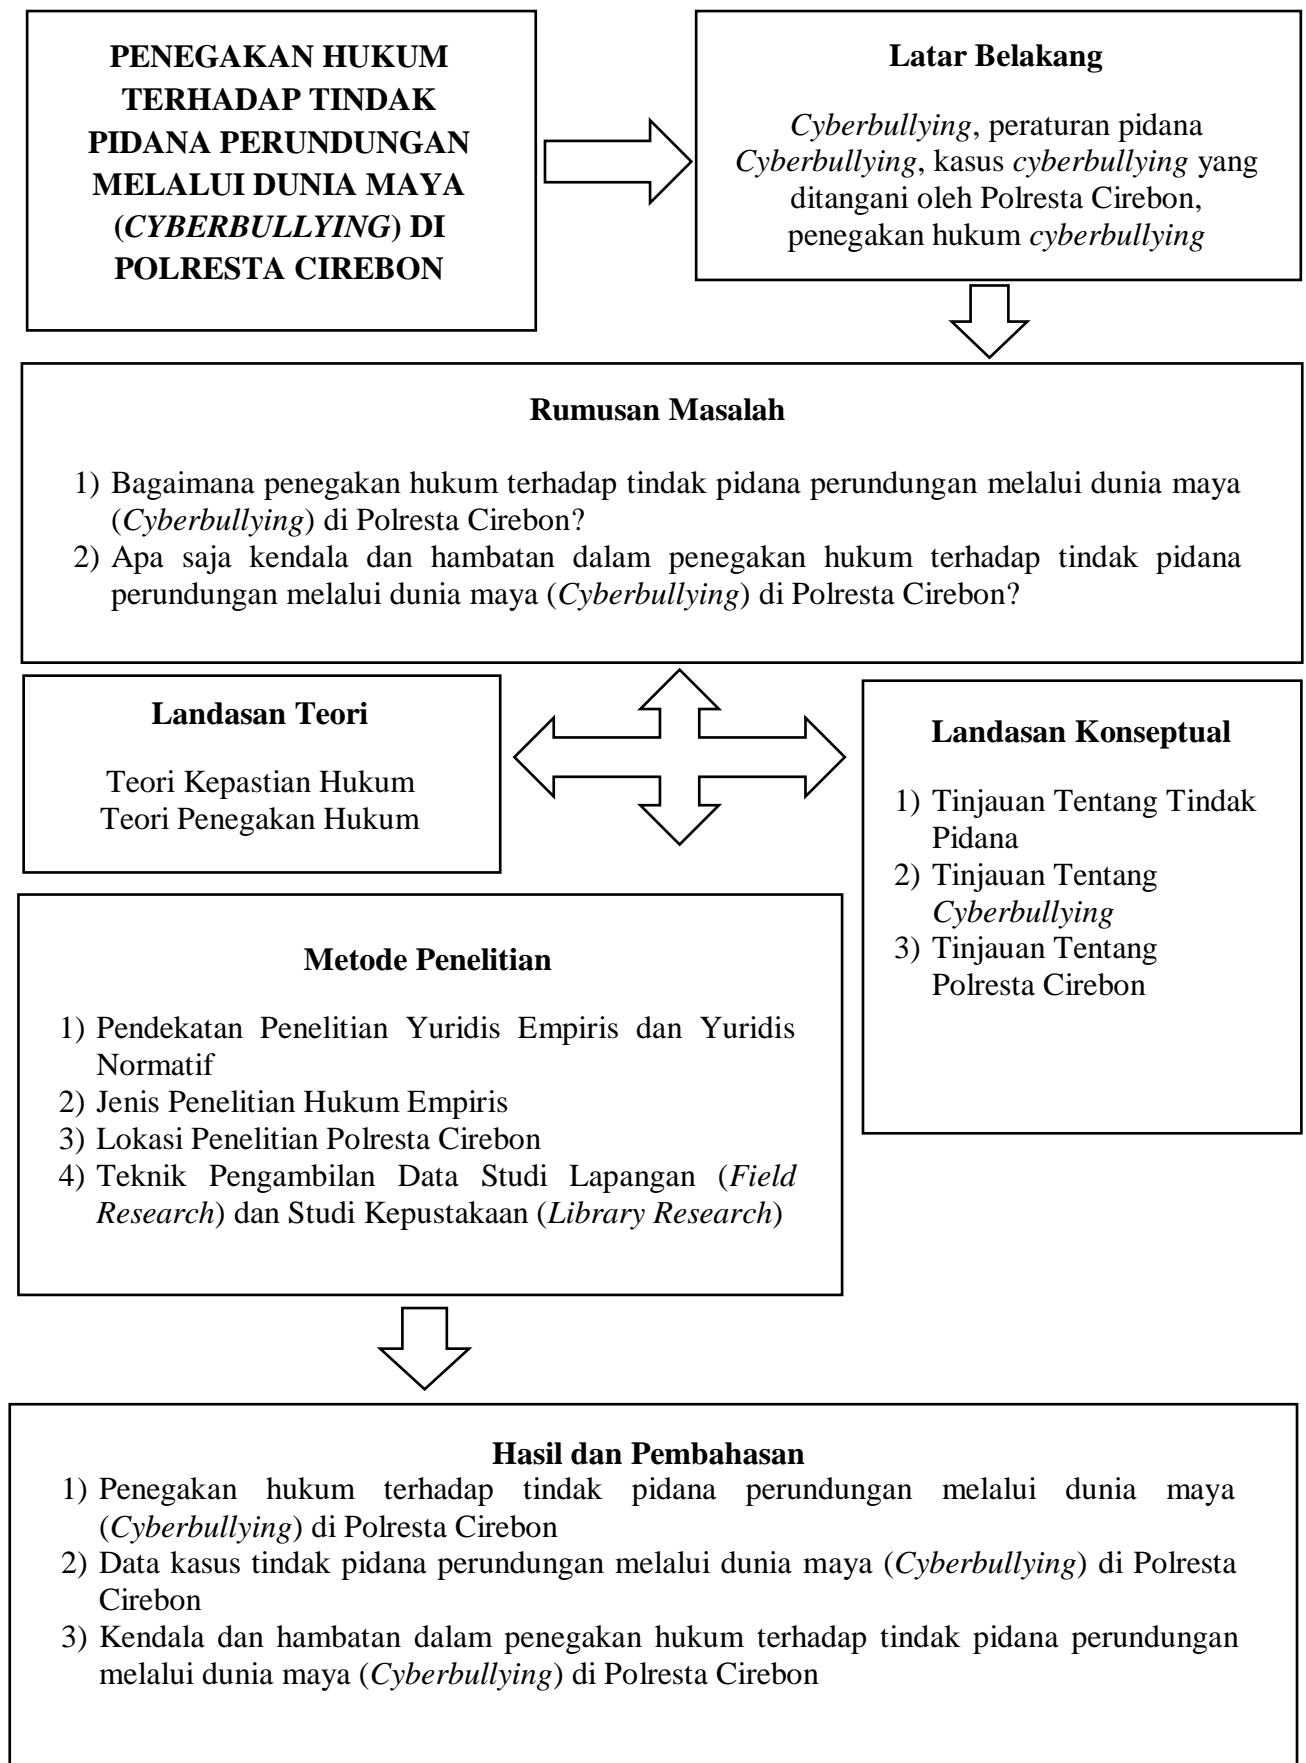 PENEGAKAN HUKUM
TERHADAP TINDAK
PIDANA PERUNDUNGAN
MELALUI DUNIA MAYA
(CYBERBULLYING) DI
POLRESTA CIREBON
Latar Belakang
Cyberbullying, peraturan pidana
Cyberbullying, kasus cyberbullying yang
ditangani oleh Polresta Cirebon,
penegakan hukum cyberbullying
Rumusan Masalah
1) Bagaimana penegakan hukum terhadap tindak pidana perundungan melalui dunia maya
(Cyberbullying) di Polresta Cirebon?
2) Apa saja kendala dan hambatan dalam penegakan hukum terhadap tindak pidana
perundungan melalui dunia maya (Cyberbullying) di Polresta Cirebon?
Landasan Teori
Teori Kepastian Hukum
Teori Penegakan Hukum
Landasan Konseptual
1) Tinjauan Tentang Tindak
Pidana
2) Tinjauan Tentang
Cyberbullying
3) Tinjauan Tentang
Polresta Cirebon
Metode Penelitian
1) Pendekatan Penelitian Yuridis Empiris dan Yuridis
Normatif
2) Jenis Penelitian Hukum Empiris
3) Lokasi Penelitian Polresta Cirebon
4) Teknik Pengambilan Data Studi Lapangan (Field
Research) dan Studi Kepustakaan (Library Research)
Hasil dan Pembahasan
1) Penegakan hukum terhadap tindak pidana perundungan melalui dunia maya
(Cyberbullying) di Polresta Cirebon
2) Data kasus tindak pidana perundungan melalui dunia maya (Cyberbullying) di Polresta
Cirebon
3) Kendala dan hambatan dalam penegakan hukum terhadap tindak pidana perundungan
melalui dunia maya (Cyberbullying) di Polresta Cirebon